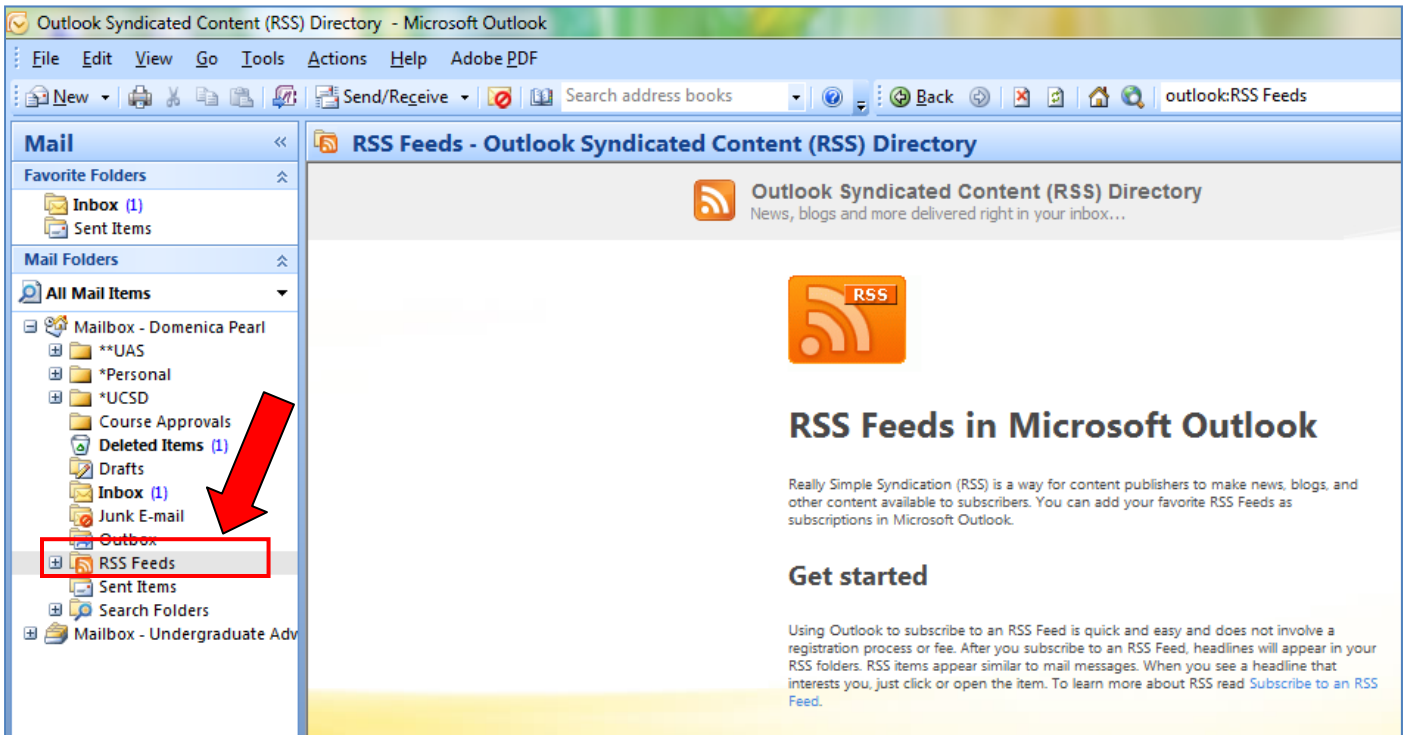 Outlook Syndicated Content (RSS) Directory - Microsoft Outlook
File Edit View Go Tools Actions Help Adobe PDF
New Send/Receive Search address books Back outlook:RSS Feeds
Mail «
RSS Feeds - Outlook Syndicated Content (RSS) Directory
Favorite Folders
Inbox (1)
Sent Items
Mail Folders
All Mail Items
Mailbox - Domenica Pearl
**UAS
*Personal
*UCSD
Course Approvals
Deleted Items (1)
Drafts
Inbox (1)
Junk E-mail
Outbox
RSS Feeds
Sent Items
Search Folders
Mailbox - Undergraduate Adv
Outlook Syndicated Content (RSS) Directory
News, blogs and more delivered right in your inbox...
RSS
RSS Feeds in Microsoft Outlook
Really Simple Syndication (RSS) is a way for content publishers to make news, blogs, and
other content available to subscribers. You can add your favorite RSS Feeds as
subscriptions in Microsoft Outlook.
Get started
Using Outlook to subscribe to an RSS Feed is quick and easy and does not involve a
registration process or fee. After you subscribe to an RSS Feed, headlines will appear in your
RSS folders. RSS items appear similar to mail messages. When you see a headline that
interests you, just click or open the item. To learn more about RSS read Subscribe to an RSS
Feed.